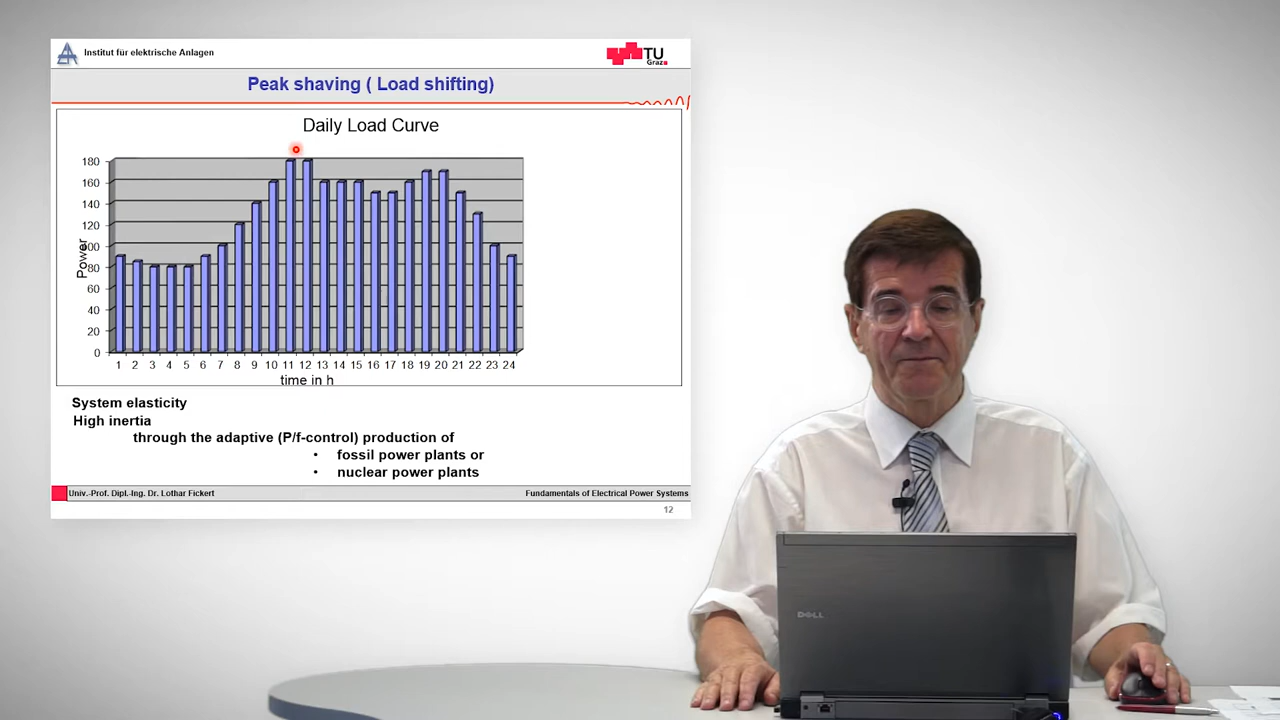 Institut für elektrische Anlagen
TU
Graz
Peak shaving ( Load shifting)
Daily Load Curve
180
160
140
120
100
80
60
40
20
0
Power
1 2 3 4 5 6 7 8 9 10 11 12 13 14 15 16 17 18 19 20 21 22 23 24
time in h
System elasticity
High inertia
through the adaptive (P/f-control) production of
• fossil power plants or
• nuclear power plants
Univ.-Prof. Dipl.-Ing. Dr. Lothar Fickert
Fundamentals of Electrical Power Systems
12
DELL